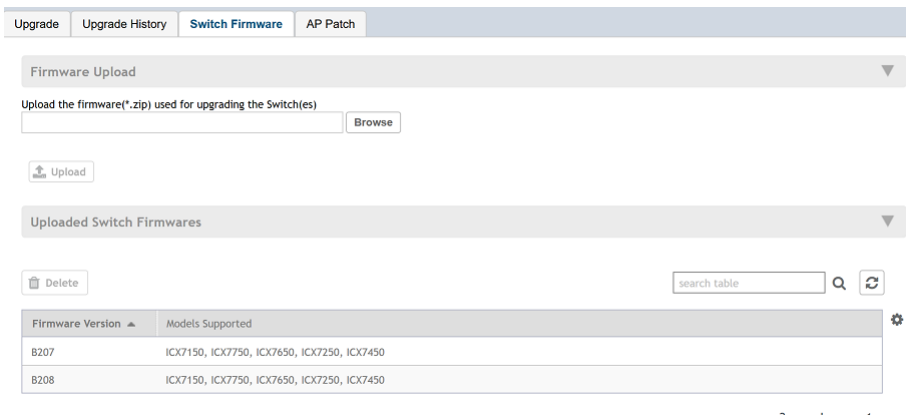 Upgrade Upgrade History Switch Firmware AP Patch
Firmware Upload
Upload the firmware(*.zip) used for upgrading the Switch(es)
Browse
Upload
Uploaded Switch Firmwares
Delete search table
Firmware Version Models Supported
B207 ICX7150, ICX7750, ICX7650, ICX7250, ICX7450
B208 ICX7150, ICX7750, ICX7650, ICX7250, ICX7450